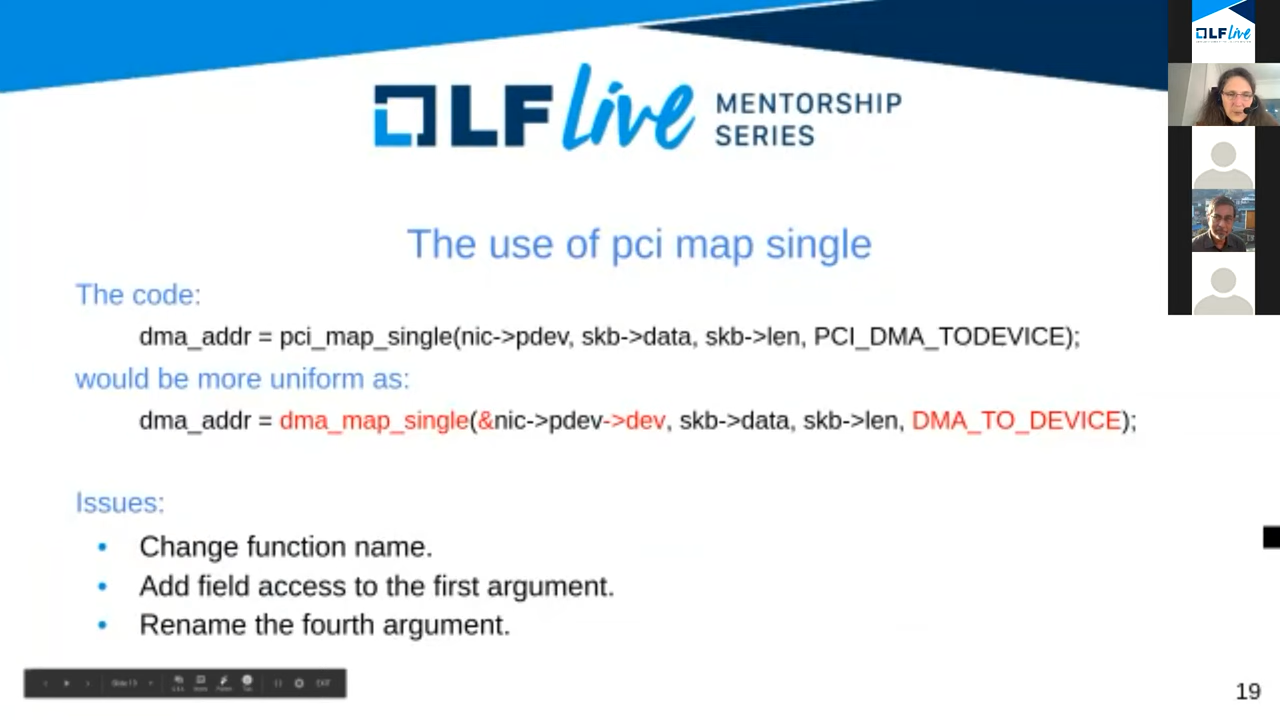 LF Live MENTORSHIP
SERIES
LF Live
The use of pci map single
The code:
dma_addr = pci_map_single(nic->pdev, skb->data, skb->len, PCI_DMA_TODEVICE);
would be more uniform as:
dma_addr = dma_map_single(&nic->pdev->dev, skb->data, skb->len, DMA_TO_DEVICE);
Issues:
• Change function name.
• Add field access to the first argument.
• Rename the fourth argument.
EXIT
19